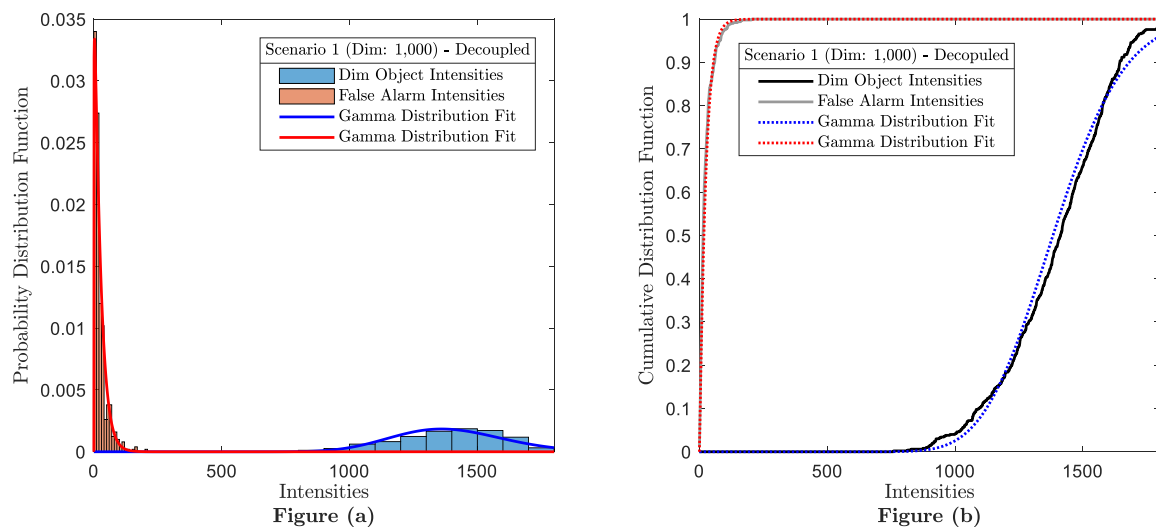 0.035
0.03
0.025
0.02
0.015
0.01
0.005
0
Probability Distribution Function
Scenario 1 (Dim: 1,000) - Decoupled
Dim Object Intensities
False Alarm Intensities
Gamma Distribution Fit
Gamma Distribution Fit
0 500 1000 1500
Intensities
Figure (a)
1
0.9
0.8
0.7
0.6
0.5
0.4
0.3
0.2
0.1
0
Cumulative Distribution Function
Scenario 1 (Dim: 1,000) - Decopuled
Dim Object Intensities
False Alarm Intensities
Gamma Distribution Fit
Gamma Distribution Fit
0 500 1000 1500
Intensities
Figure (b)